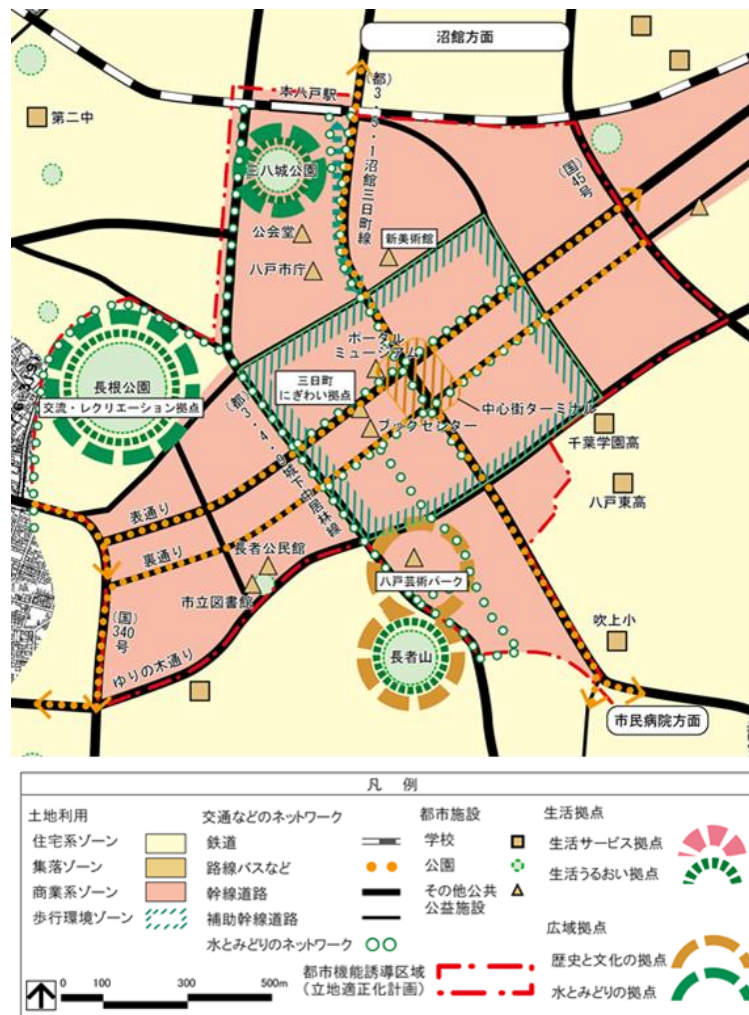 沼館方面
本八戸駅
第二中
(都)3・5・1沼館三日町線
(国)45号
三八城公園
公会堂
新美術館
八戸市庁
ポータル
ミュージアム
長根公園
交流・レクリエーション拠点
三日町
にぎわい拠点
中心街ターミナル
ブックセンター
千葉学園高
(都)3・4・9城下中居林線
八戸東高
表通り
裏通り
長者公民館
八戸芸術パーク
市立図書館
(国)340号
吹上小
長者山
ゆりの木通り
市民病院方面
凡 例
土地利用
住宅系ゾーン
集落ゾーン
商業系ゾーン
歩行環境ゾーン
交通などのネットワーク
鉄道
路線バスなど
幹線道路
補助幹線道路
水とみどりのネットワーク
都市施設
学校
公園
その他公共
公益施設
生活拠点
生活サービス拠点
生活うるおい拠点
広域拠点
歴史と文化の拠点
水とみどりの拠点
都市機能誘導区域
(立地適正化計画)
0 100 300 500m